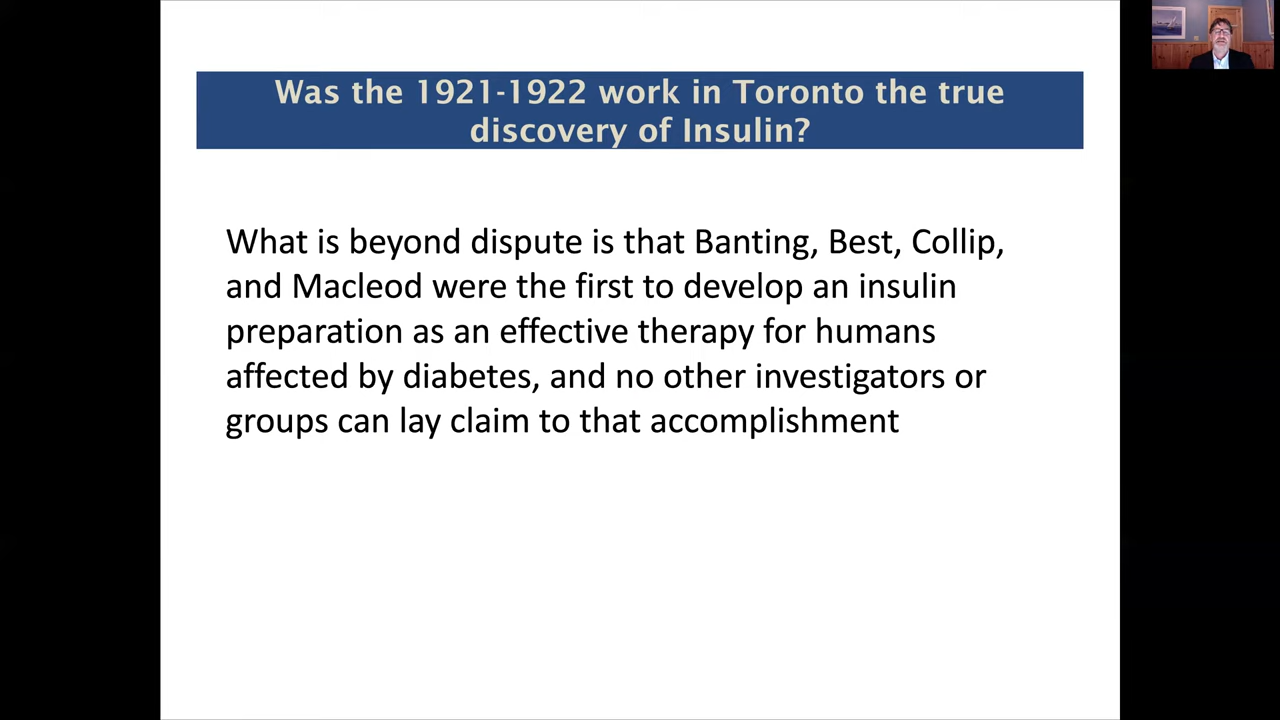 Was the 1921-1922 work in Toronto the true
discovery of Insulin?
What is beyond dispute is that Banting, Best, Collip,
and Macleod were the first to develop an insulin
preparation as an effective therapy for humans
affected by diabetes, and no other investigators or
groups can lay claim to that accomplishment